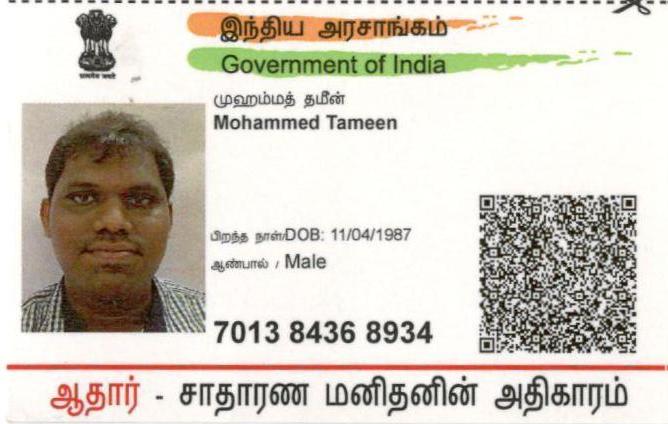 இந்திய அரசாங்கம்
Government of India
முஹம்மத் தமீன்
Mohammed Tameen
பிறந்த நாள்/DOB: 11/04/1987
ஆண்பால் / Male
7013 8436 8934
ஆதார் - சாதாரண மனிதனின் அதிகாரம்